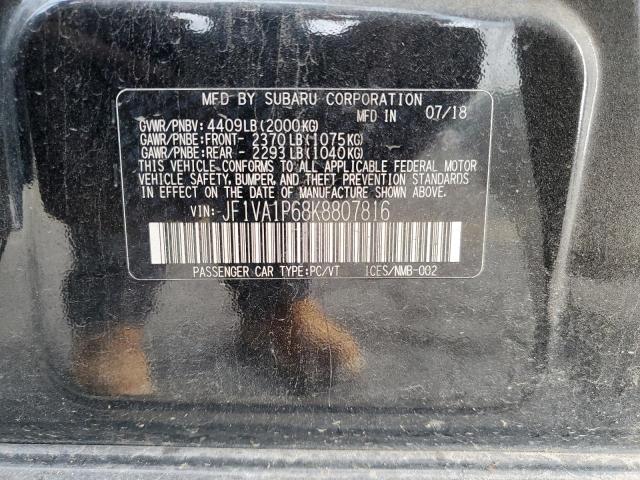 MFD BY SUBARU CORPORATION
MFD IN 07/18
GVWR/PNBV: 4409LB(2000KG)
GAWR/PNBE:FRONT- 2370LB(1075KG)
GAWR/PNBE:REAR - 2293LB(1040KG)
THIS VEHICLE CONFORMS TO ALL APPLICABLE FEDERAL MOTOR
VEHICLE SAFETY, BUMPER, AND THEFT PREVENTION STANDARDS
IN EFFECT ON THE DATE OF MANUFACTURE SHOWN ABOVE.
VIN: JF1VA1P68K8807816
PASSENGER CAR TYPE:PC/VT ICES/NMB-002